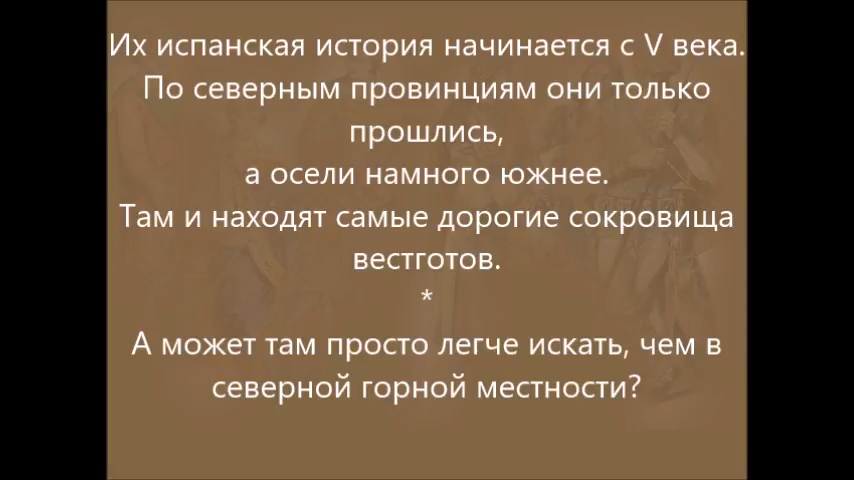 Их испанская история начинается с V века.
По северным провинциям они только
прошлись,
а осели намного южнее.
Там и находят самые дорогие сокровища
вестготов.
*
А может там просто легче искать, чем в
северной горной местности?